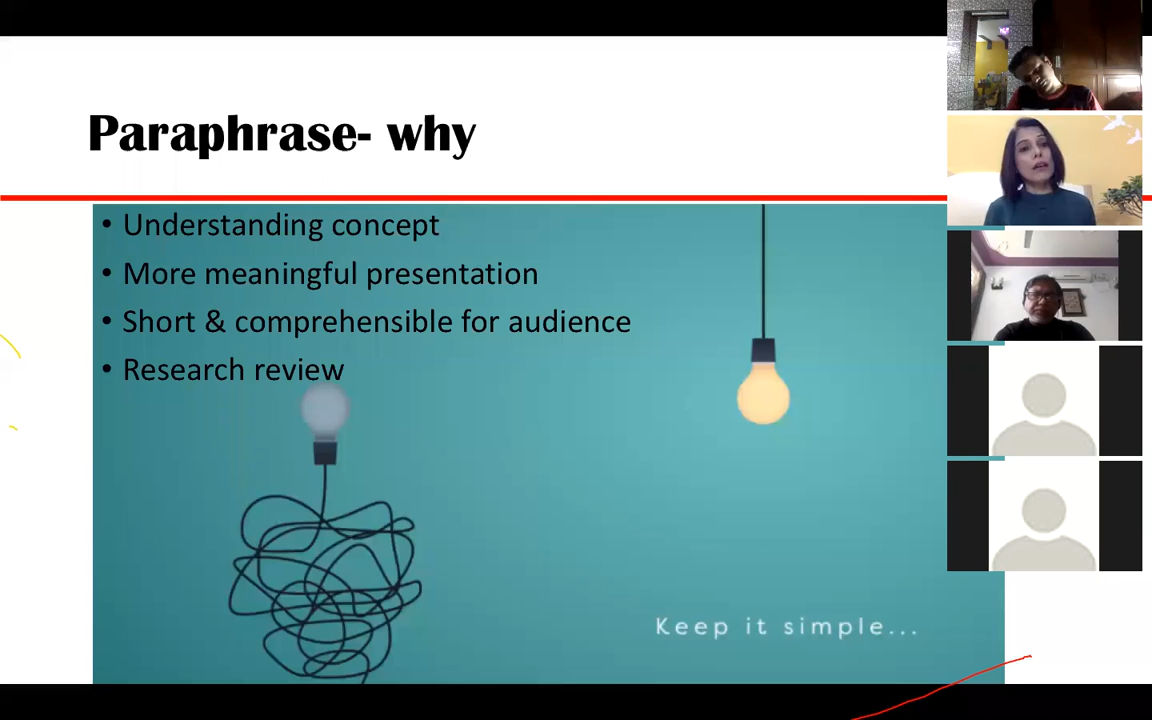 Paraphrase- why
• Understanding concept
• More meaningful presentation
• Short & comprehensible for audience
• Research review
Keep it simple...